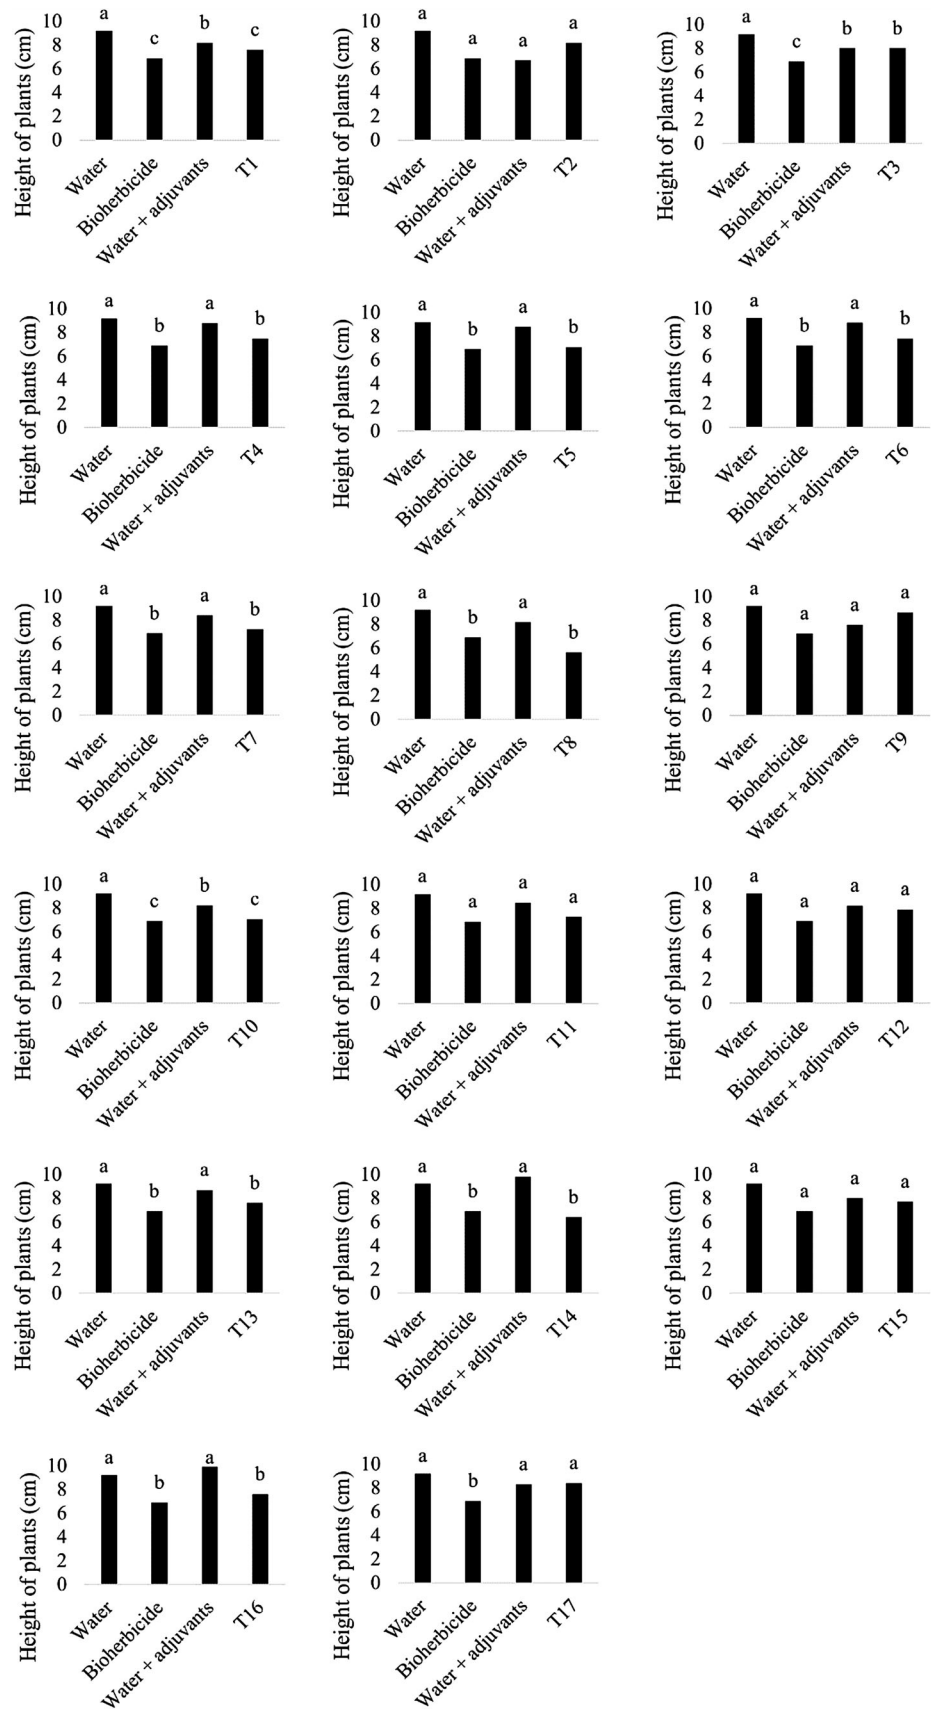 Height of plants (cm)
10
8
6
4
2
0
a
c
b
c
Water
Bioherbicide
Water + adjuvants
T1
Height of plants (cm)
10
8
6
4
2
0
a
a
a
a
Water
Bioherbicide
Water + adjuvants
T2
Height of plants (cm)
10
8
6
4
2
0
a
c
b
b
Water
Bioherbicide
Water + adjuvants
T3
Height of plants (cm)
10
8
6
4
2
0
a
b
a
b
Water
Bioherbicide
Water + adjuvants
T4
Height of plants (cm)
10
8
6
4
2
0
a
b
a
b
Water
Bioherbicide
Water + adjuvants
T5
Height of plants (cm)
10
8
6
4
2
0
a
b
a
b
Water
Bioherbicide
Water + adjuvants
T6
Height of plants (cm)
10
8
6
4
2
0
a
b
a
b
Water
Bioherbicide
Water + adjuvants
T7
Height of plants (cm)
10
8
6
4
2
0
a
b
a
b
Water
Bioherbicide
Water + adjuvants
T8
Height of plants (cm)
10
8
6
4
2
0
a
a
a
a
Water
Bioherbicide
Water + adjuvants
T9
Height of plants (cm)
10
8
6
4
2
0
a
c
b
c
Water
Bioherbicide
Water + adjuvants
T10
Height of plants (cm)
10
8
6
4
2
0
a
a
a
a
Water
Bioherbicide
Water + adjuvants
T11
Height of plants (cm)
10
8
6
4
2
0
a
a
a
a
Water
Bioherbicide
Water + adjuvants
T12
Height of plants (cm)
10
8
6
4
2
0
a
b
a
b
Water
Bioherbicide
Water + adjuvants
T13
Height of plants (cm)
10
8
6
4
2
0
a
b
a
b
Water
Bioherbicide
Water + adjuvants
T14
Height of plants (cm)
10
8
6
4
2
0
a
a
a
a
Water
Bioherbicide
Water + adjuvants
T15
Height of plants (cm)
10
8
6
4
2
0
a
b
a
b
Water
Bioherbicide
Water + adjuvants
T16
Height of plants (cm)
10
8
6
4
2
0
a
b
a
a
Water
Bioherbicide
Water + adjuvants
T17